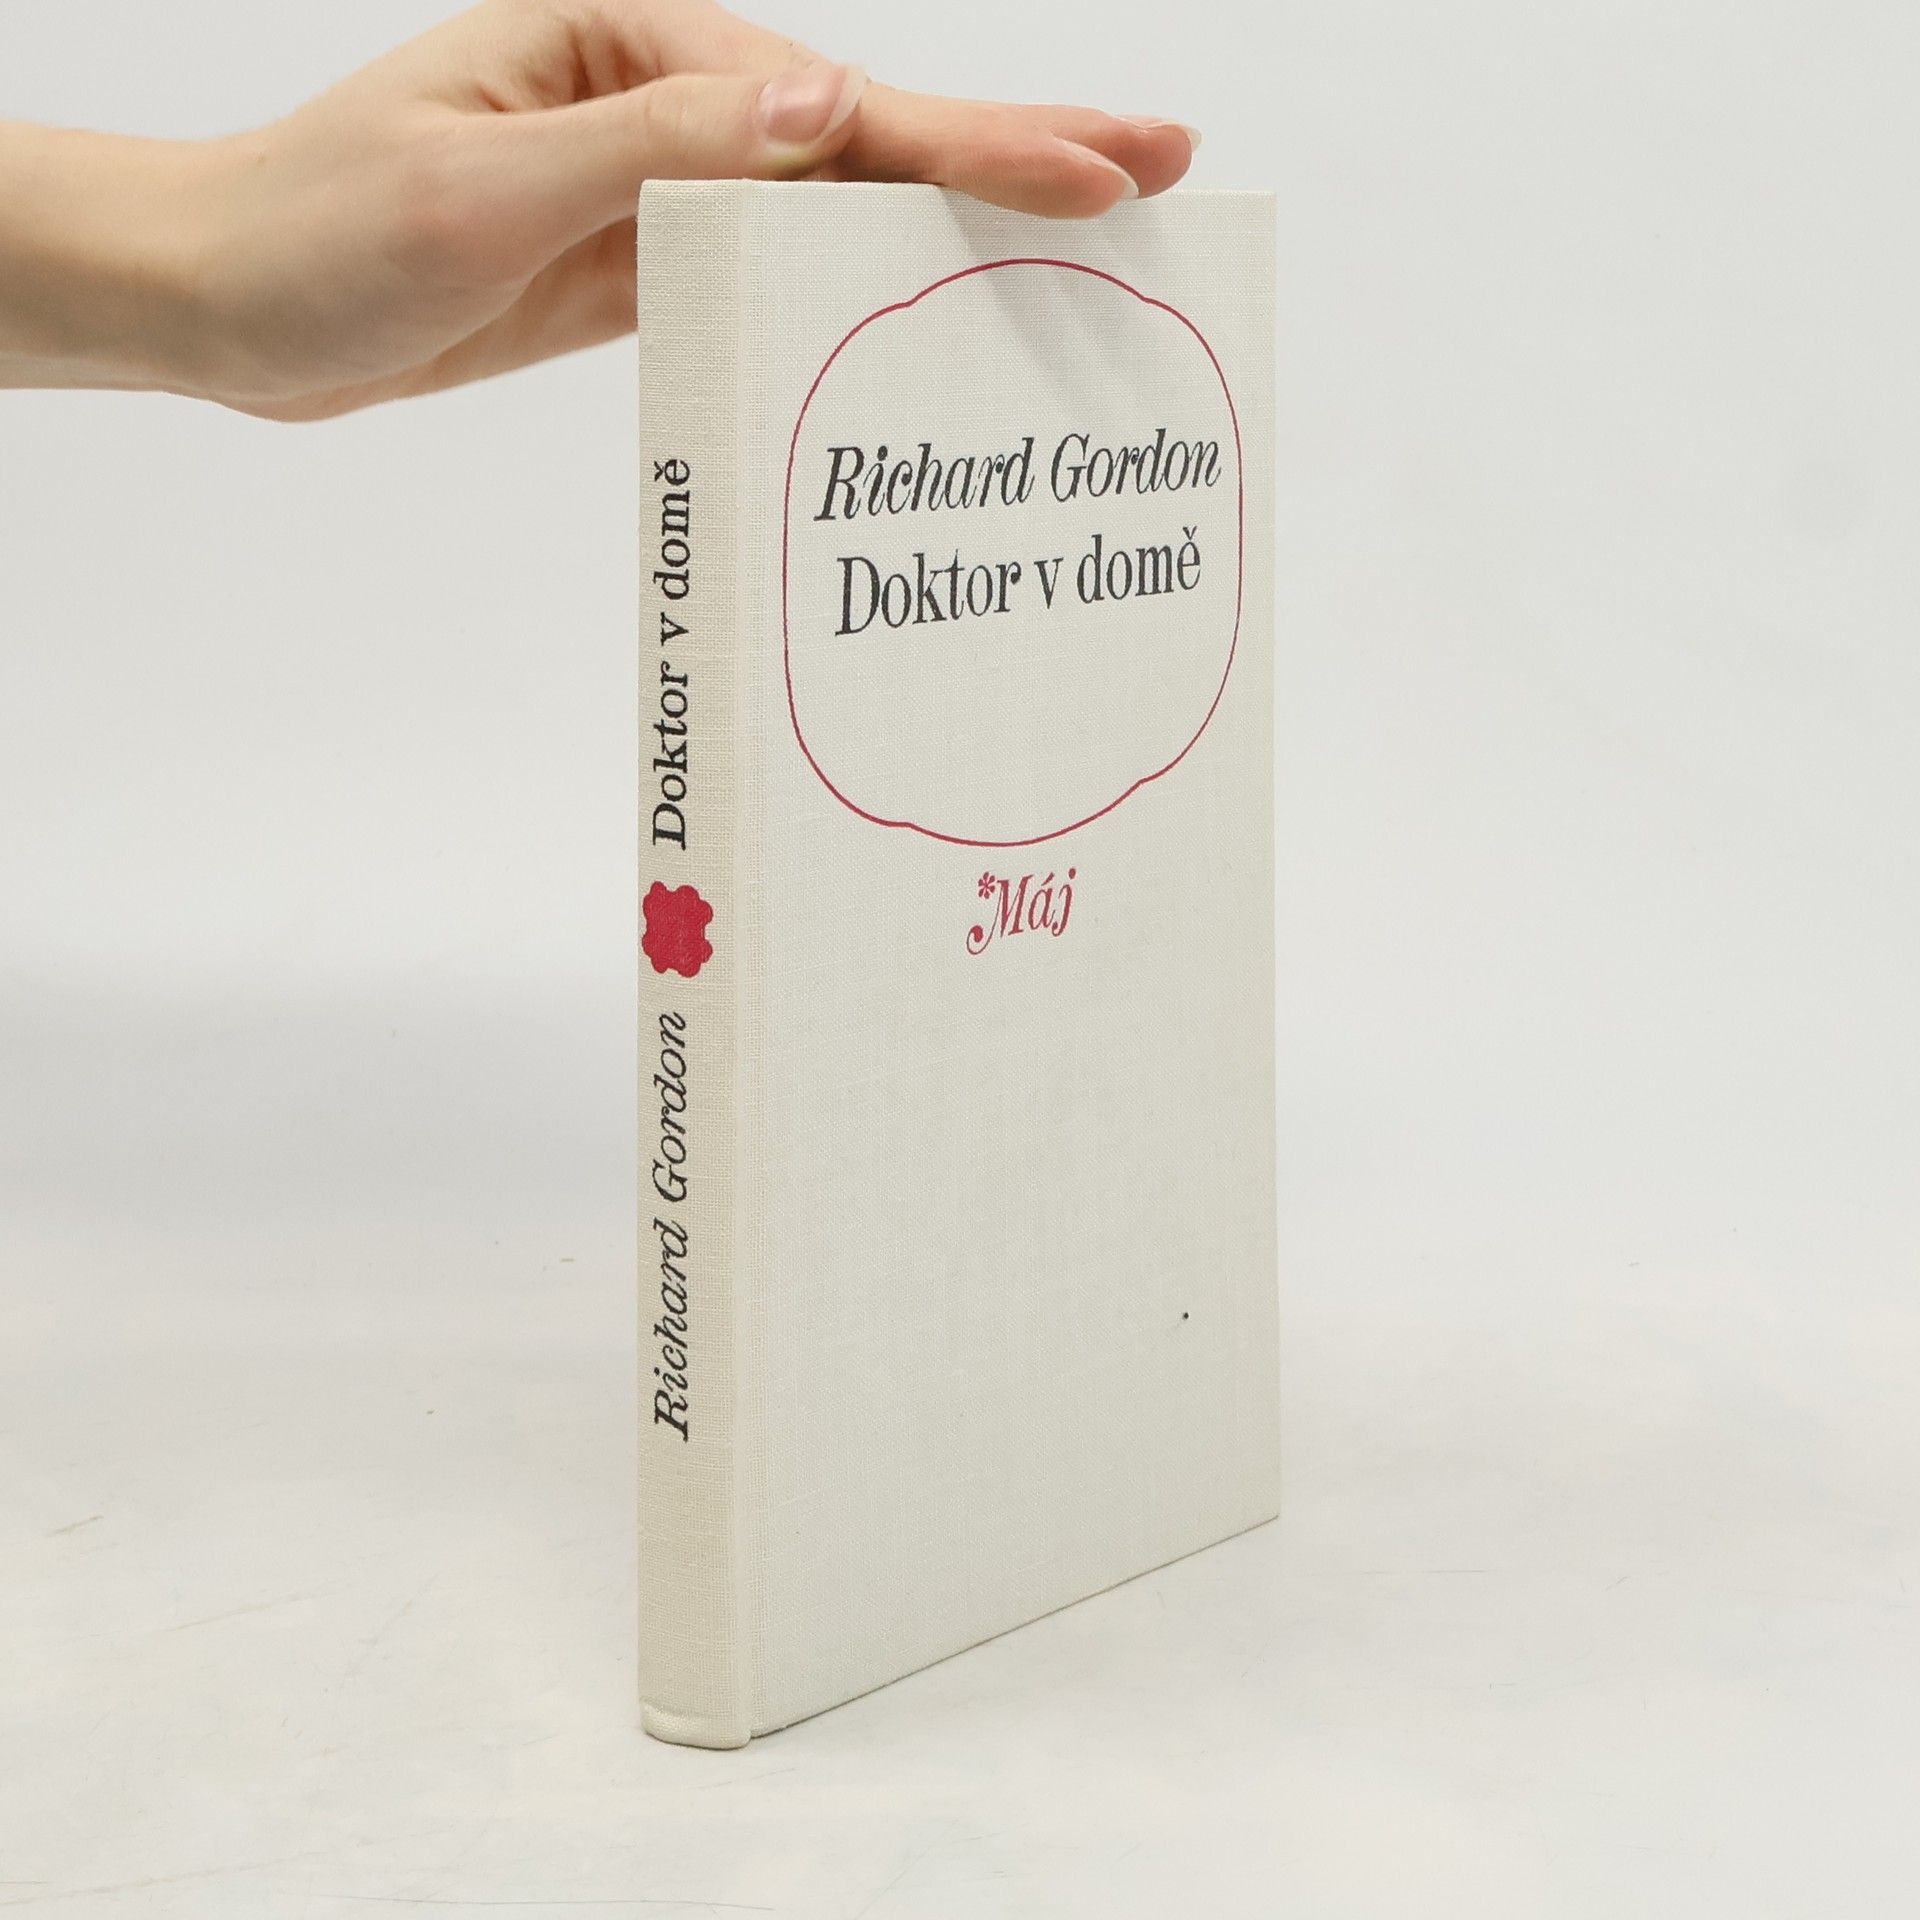 Richard Gordon
Doktor v domě
*Máj
Richard Gordon Doktor v domě